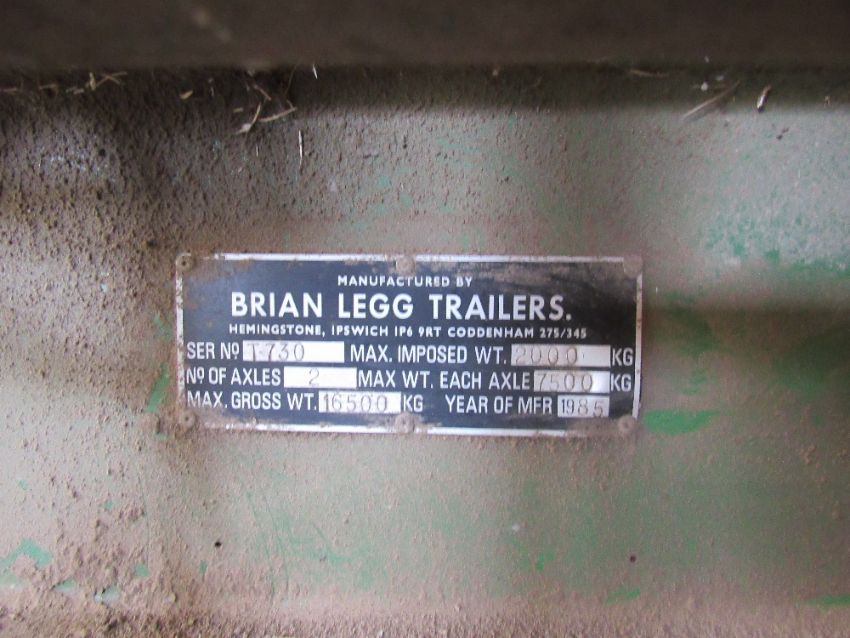 MANUFACTURED BY
BRIAN LEGG TRAILERS.
HEMINGSTONE, IPSWICH IP6 9RT CODDENHAM 275/345
SER Nº T730 MAX. IMPOSED WT. 2000 KG
Nº OF AXLES 2 MAX WT. EACH AXLE 7500 KG
MAX. GROSS WT. 16500 KG YEAR OF MFR 1985